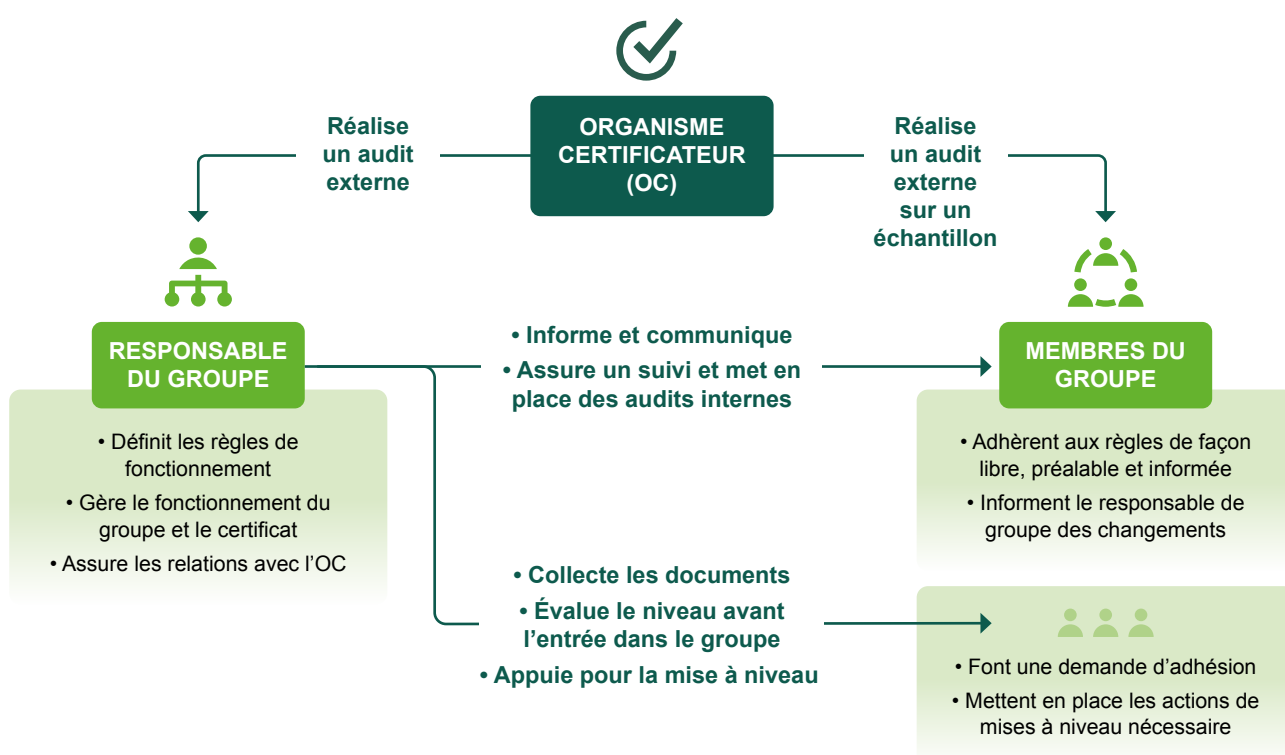 ORGANISME
CERTIFICATEUR
(OC)
Réalise
un audit
externe
Réalise
un audit
externe
sur un
échantillon
RESPONSABLE
DU GROUPE
• Définit les règles de
fonctionnement
• Gère le fonctionnement du
groupe et le certificat
• Assure les relations avec l’OC
• Informe et communique
• Assure un suivi et met en
place des audits internes
MEMBRES DU
GROUPE
• Adhèrent aux règles de façon
libre, préalable et informée
• Informent le responsable de
groupe des changements
• Collecte les documents
• Évalue le niveau avant
l’entrée dans le groupe
• Appuie pour la mise à niveau
• Font une demande d’adhésion
• Mettent en place les actions de
mises à niveau nécessaire